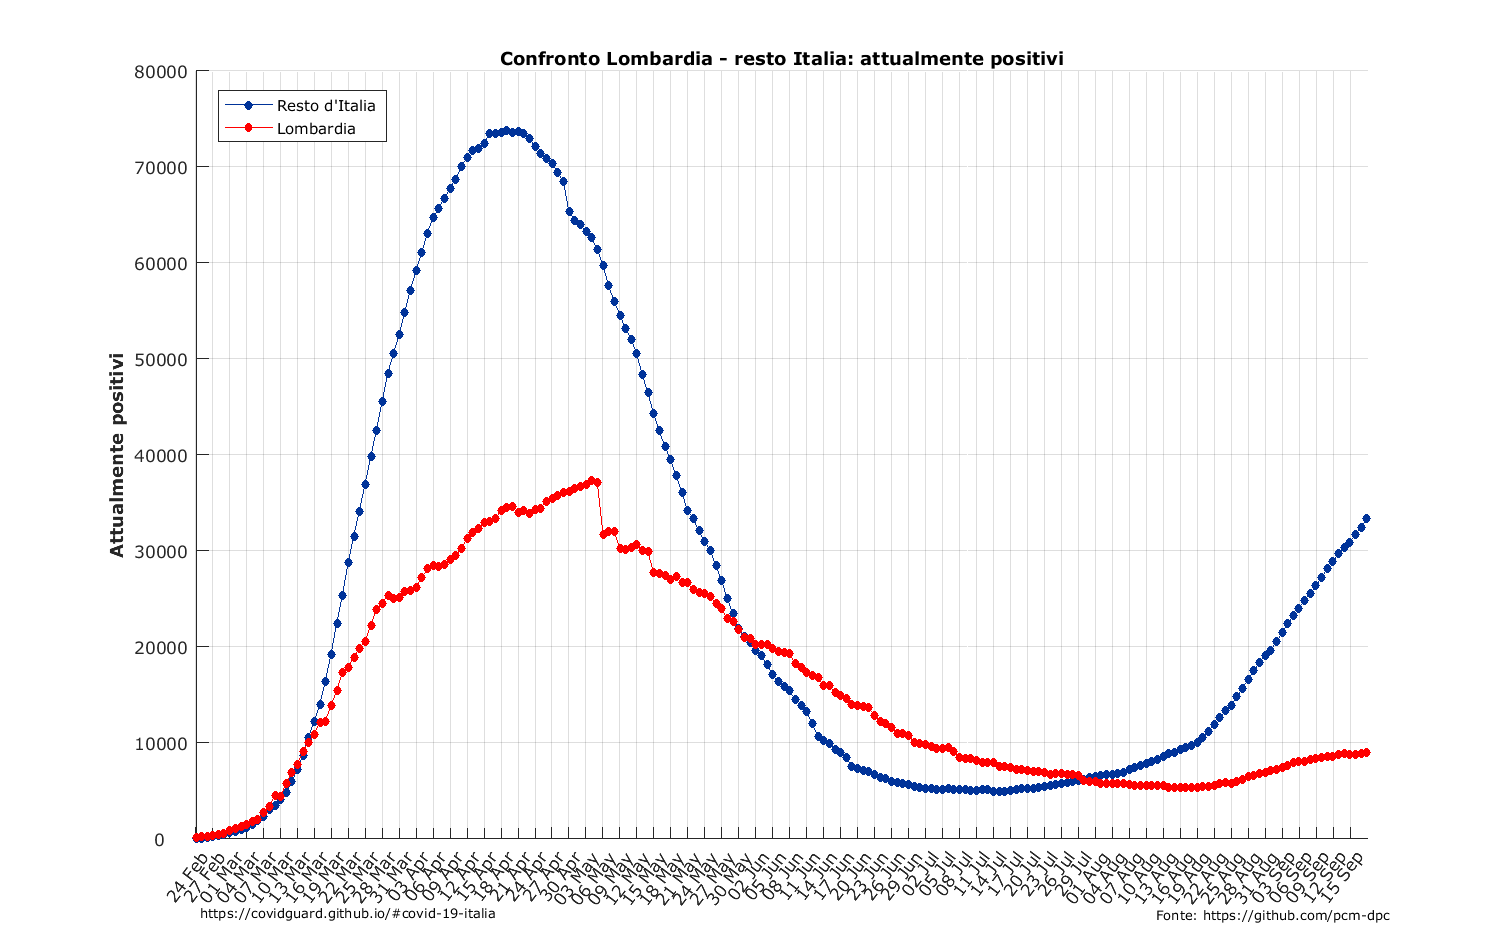 Confronto Lombardia - resto Italia: attualmente positivi
80000
70000
60000
50000
40000
30000
20000
10000
0
Attualmente positivi
Resto d'Italia
Lombardia
24 Feb
27 Feb
01 Mar
04 Mar
07 Mar
10 Mar
13 Mar
16 Mar
19 Mar
22 Mar
25 Mar
28 Mar
31 Mar
03 Apr
06 Apr
09 Apr
12 Apr
15 Apr
18 Apr
21 Apr
24 Apr
27 Apr
30 Apr
03 May
06 May
09 May
12 May
15 May
18 May
21 May
24 May
27 May
30 May
02 Jun
05 Jun
08 Jun
11 Jun
14 Jun
17 Jun
20 Jun
23 Jun
26 Jun
29 Jun
02 Jul
05 Jul
08 Jul
11 Jul
14 Jul
17 Jul
20 Jul
23 Jul
26 Jul
29 Jul
01 Aug
04 Aug
07 Aug
10 Aug
13 Aug
16 Aug
19 Aug
22 Aug
25 Aug
28 Aug
31 Aug
03 Sep
06 Sep
09 Sep
12 Sep
15 Sep
https://covidguard.github.io/#covid-19-italia
Fonte: https://github.com/pcm-dpc